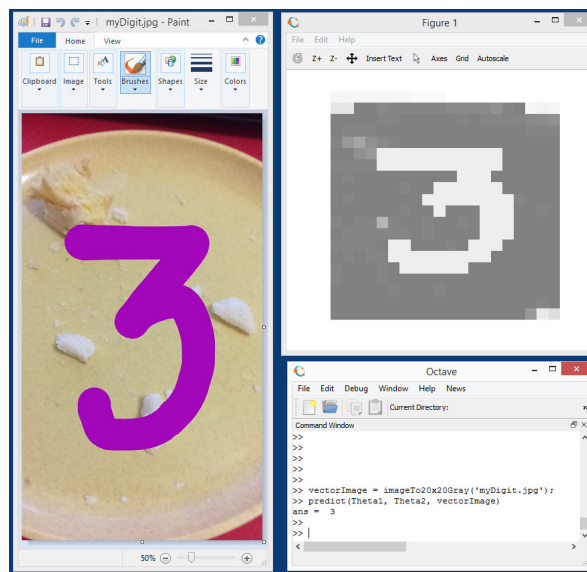 myDigit.jpg - Paint
File Home View
Clipboard Image Tools Brushes Shapes Size Colors
3
50%
Figure 1
File Edit Help
Z+ Z- Insert Text Axes Grid Autoscale
3
Octave
File Edit Debug Window Help News
Current Directory:
Command Window
>>
>>
>>
>>
>> vectorImage = imageTo20x20Gray('myDigit.jpg');
>> predict(Theta1, Theta2, vectorImage)
ans = 3
>>
>>